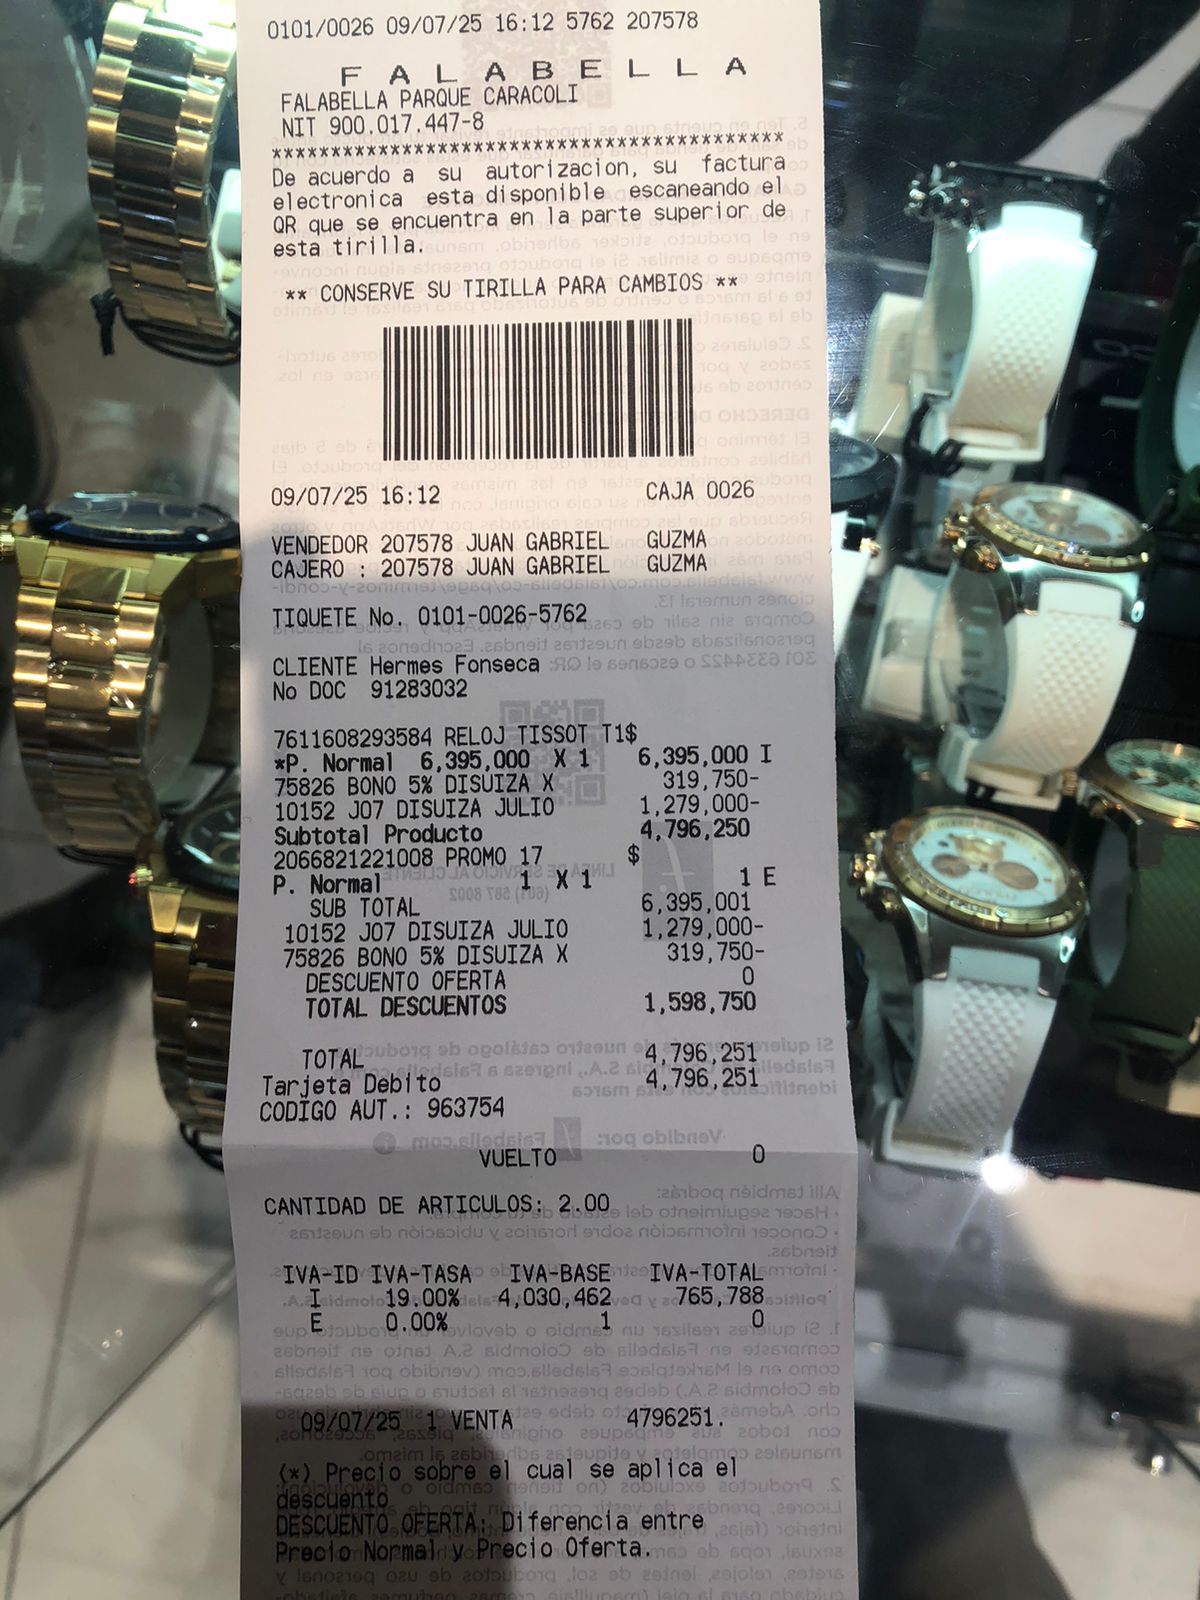 0101/0026 09/07/25 16:12 5762 207578
F A L A B E L L A
FALABELLA PARQUE CARACOLI
NIT 900.017.447-8
********************************************
De acuerdo a su autorizacion, su factura
electronica esta disponible escaneando el
QR que se encuentra en la parte superior de
esta tirilla.
** CONSERVE SU TIRILLA PARA CAMBIOS **
09/07/25 16:12 CAJA 0026
VENDEDOR 207578 JUAN GABRIEL GUZMA
CAJERO : 207578 JUAN GABRIEL GUZMA
TIQUETE No. 0101-0026-5762
CLIENTE Hermes Fonseca
No DOC 91283032
7611608293584 RELOJ TISSOT T1$
*P. Normal 6,395,000 X 1 6,395,000 I
75826 BONO 5% DISUIZA X 319,750-
10152 J07 DISUIZA JULIO 1,279,000-
Subtotal Producto 4,796,250
2066821221008 PROMO 17 $
P. Normal 1 X 1 1 E
SUB TOTAL 6,395,001
10152 J07 DISUIZA JULIO 1,279,000-
75826 BONO 5% DISUIZA X 319,750-
DESCUENTO OFERTA 0
TOTAL DESCUENTOS 1,598,750
TOTAL 4,796,251
Tarjeta Debito 4,796,251
CODIGO AUT.: 963754
VUELTO 0
CANTIDAD DE ARTICULOS: 2.00
IVA-ID IVA-TASA IVA-BASE IVA-TOTAL
I 19.00% 4,030,462 765,788
E 0.00% 1 0
09/07/25 1 VENTA 4796251.
(*) Precio sobre el cual se aplica el
descuento
DESCUENTO OFERTA: Diferencia entre
Precio Normal y Precio Oferta.